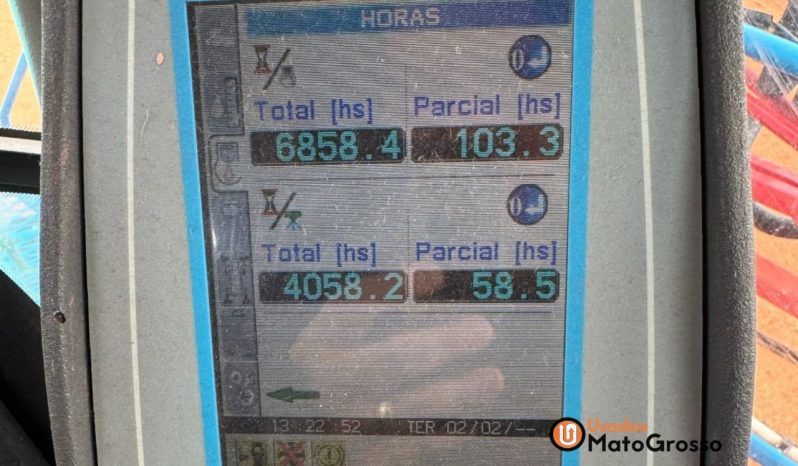 HORAS
Total [hs] Parcial [hs]
6858.4 103.3
Total [hs] Parcial [hs]
4058.2 58.5
13 22 52 TER 02/02/--
Usados
MatoGrosso